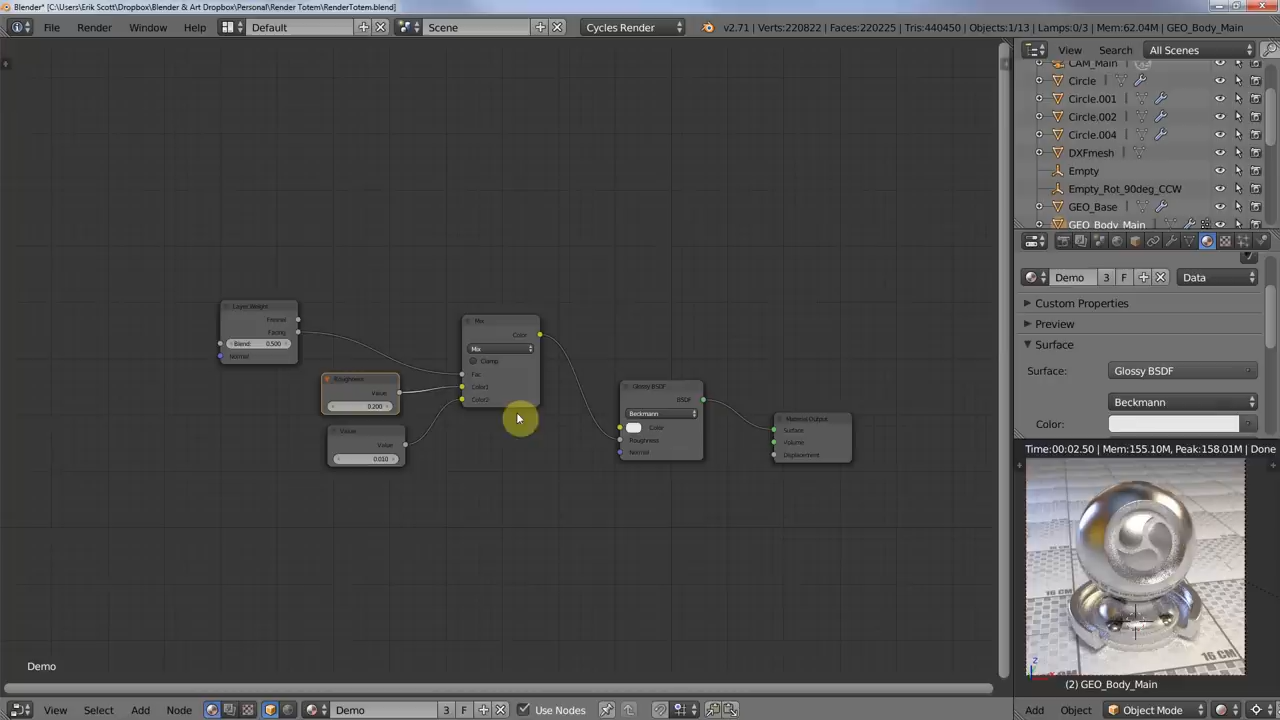 Blender* [C:\Users\Erik Scott\Dropbox\Blender & Art Dropbox\Personal\Render Totem\RenderTotem.blend]
File Render Window Help Default Scene Cycles Render v2.71 | Verts:220822 | Faces:220225 | Tris:440450 | Objects:1/13 | Lamps:0/3 | Mem:62.04M | GEO_Body_Main
View Search All Scenes
CAM_Main
Circle
Circle.001
Circle.002
Circle.004
DXFmesh
Empty
Empty_Rot_90deg_CCW
GEO_Base
GEO_Body_Main
Demo 3 F Data
Custom Properties
Preview
Surface
Surface: Glossy BSDF
Beckmann
Color:
Layer Weight
Fresnel
Facing
Blend: 0.500
Normal
Roughness
Value
0.200
Value
Value
0.010
Mix
Color
Mix
Clamp
Fac
Color1
Color2
Glossy BSDF
BSDF
Beckmann
Color
Roughness
Normal
Material Output
Surface
Volume
Displacement
Time:00:02.50 | Mem:155.10M, Peak:158.01M | Done
16 CM
16 CM
z
(2) GEO_Body_Main
Demo
View Select Add Node Demo 3 F Use Nodes
Add Object Object Mode